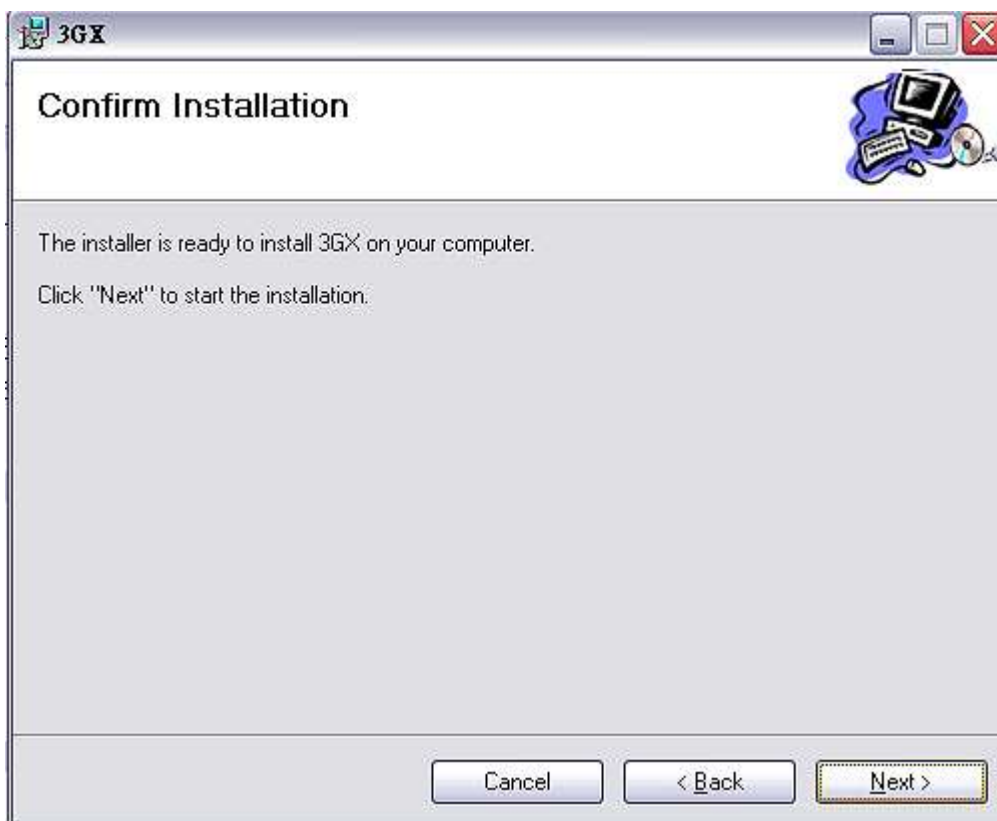 3GX
Confirm Installation
The installer is ready to install 3GX on your computer.
Click "Next" to start the installation.
Cancel
< Back
Next >